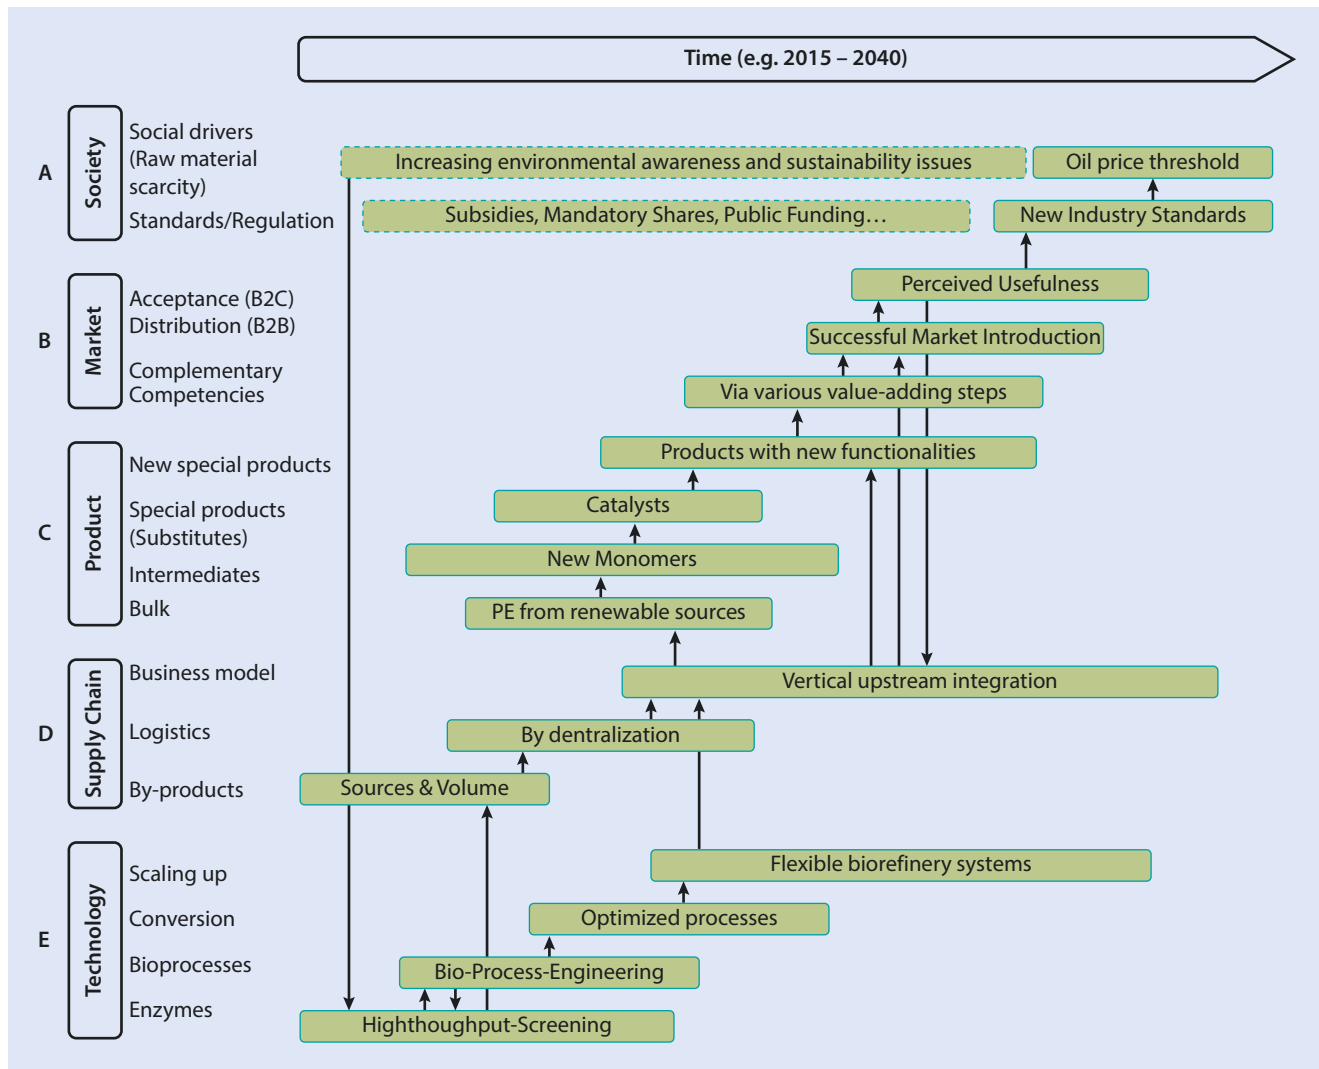 Time (e.g. 2015 – 2040)
A
Society
Social drivers
(Raw material
scarcity)
Standards/Regulation
Increasing environmental awareness and sustainability issues
Oil price threshold
Subsidies, Mandatory Shares, Public Funding…
New Industry Standards
B
Market
Acceptance (B2C)
Distribution (B2B)
Complementary
Competencies
Perceived Usefulness
Successful Market Introduction
Via various value-adding steps
C
Product
New special products
Special products
(Substitutes)
Intermediates
Bulk
Products with new functionalities
Catalysts
New Monomers
PE from renewable sources
D
Supply Chain
Business model
Logistics
By-products
Vertical upstream integration
By dentralization
Sources & Volume
E
Technology
Scaling up
Conversion
Bioprocesses
Enzymes
Flexible biorefinery systems
Optimized processes
Bio-Process-Engineering
Highthoughput-Screening